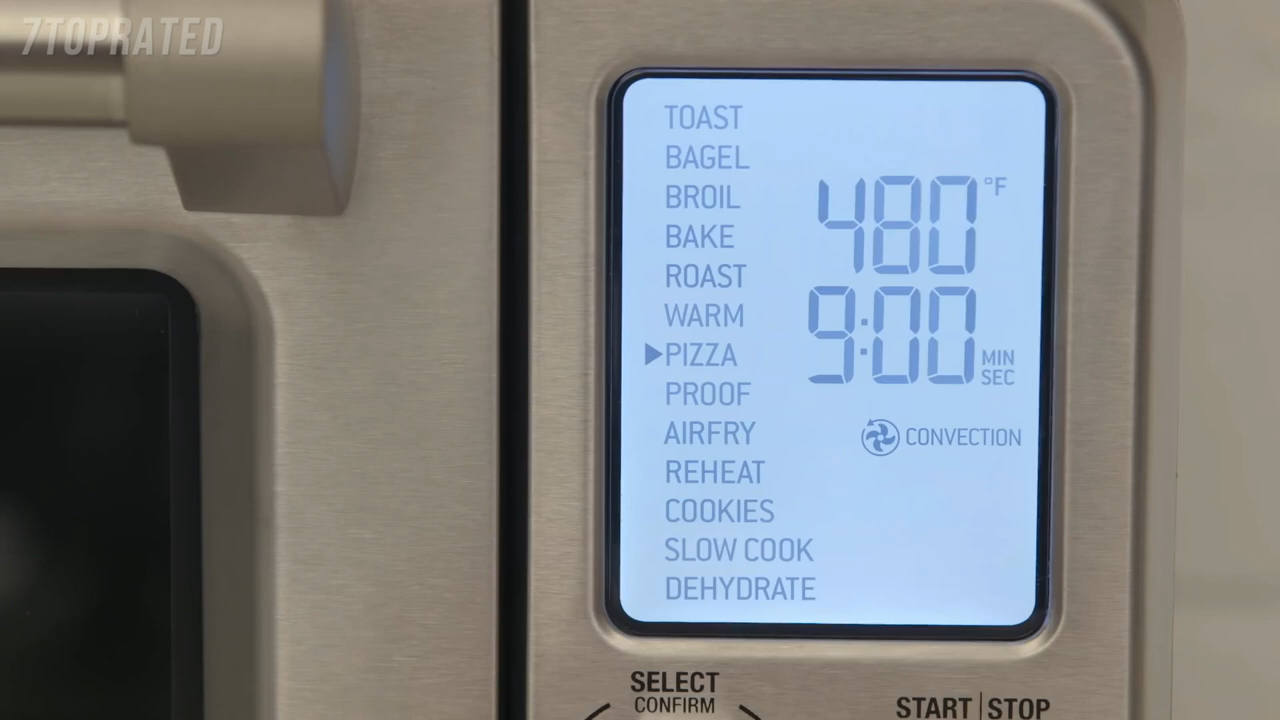 7TOPRATED
TOAST
BAGEL
BROIL
BAKE
ROAST
WARM
PIZZA
PROOF
AIRFRY
REHEAT
COOKIES
SLOW COOK
DEHYDRATE
480 °F
9:00 MIN
SEC
CONVECTION
SELECT
CONFIRM
START | STOP